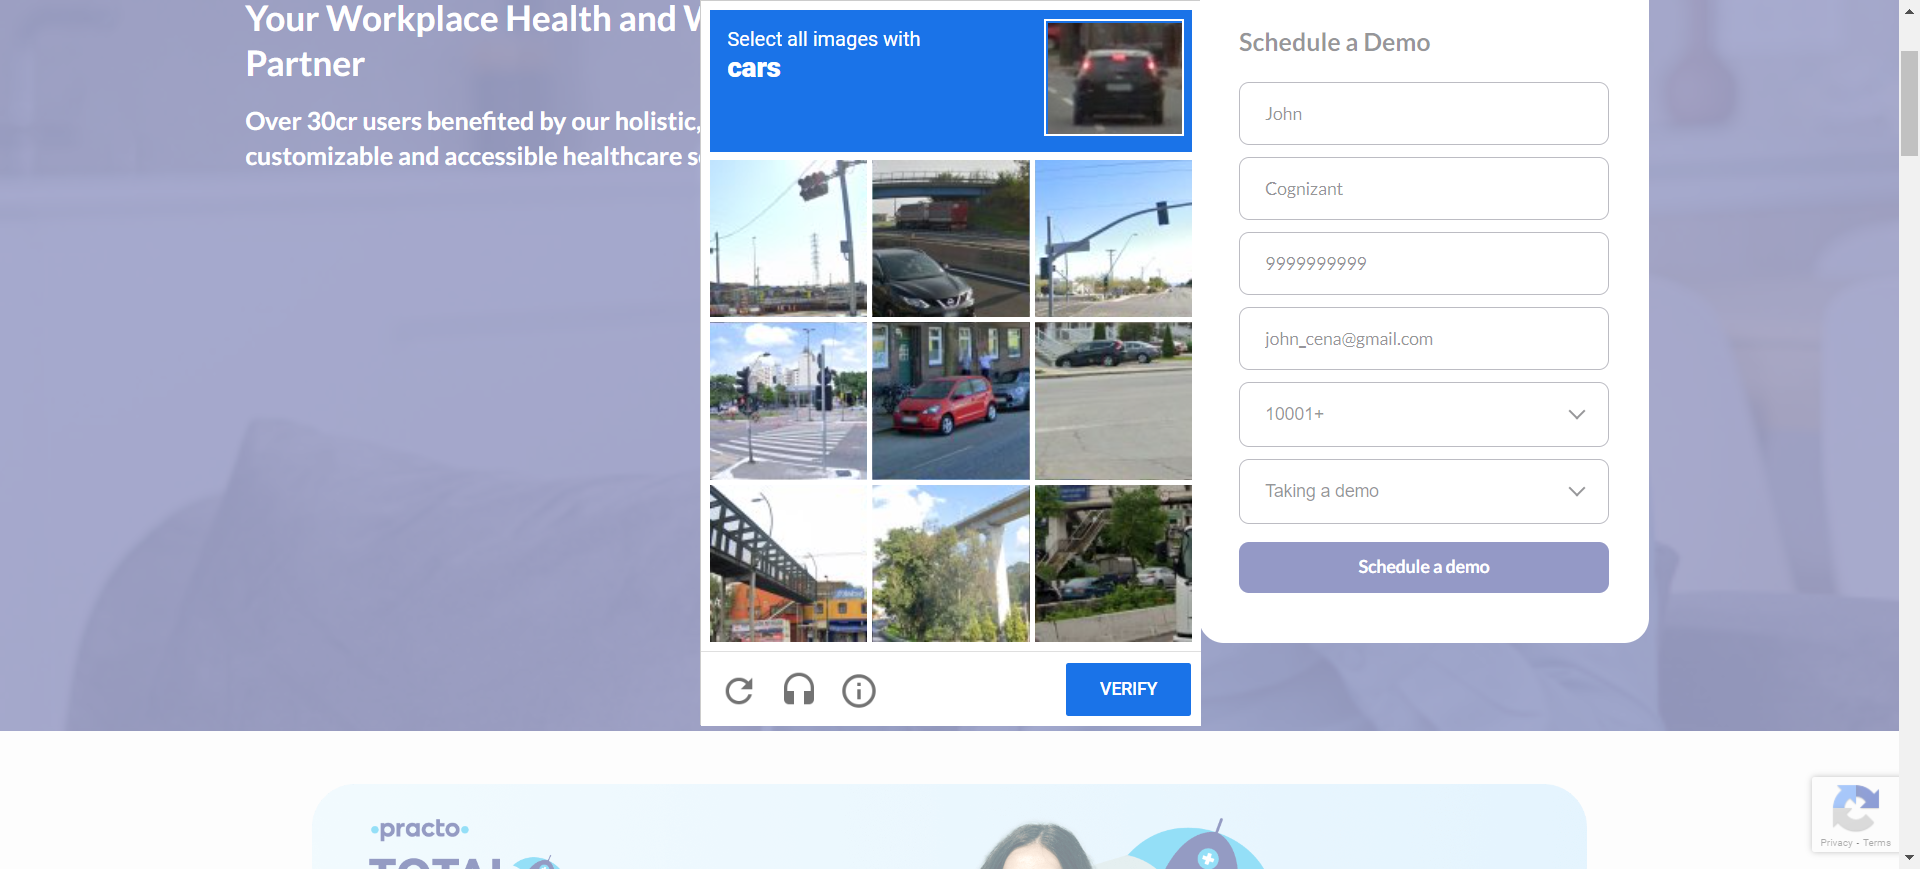 Your Workplace Health and W
Partner
Over 30cr users benefited by our holistic,
customizable and accessible healthcare s
Select all images with
cars
VERIFY
Schedule a Demo
John
Cognizant
9999999999
john_cena@gmail.com
10001+
Taking a demo
Schedule a demo
practo
TOTAL
Privacy - Terms